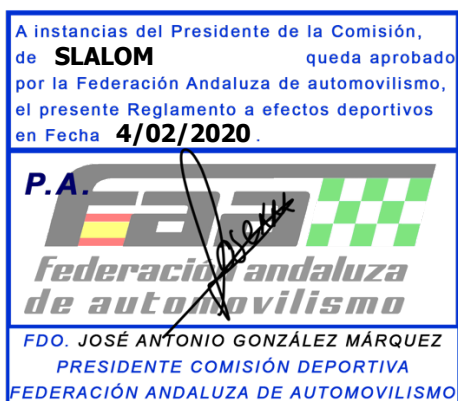 A instancias del Presidente de la Comisión,
de SLALOM queda aprobado
por la Federación Andaluza de automovilismo,
el presente Reglamento a efectos deportivos
en Fecha 4/02/2020.
P.A.
FAA
federación andaluza
de automovilismo
FDO. JOSÉ ANTONIO GONZÁLEZ MÁRQUEZ
PRESIDENTE COMISIÓN DEPORTIVA
FEDERACIÓN ANDALUZA DE AUTOMOVILISMO